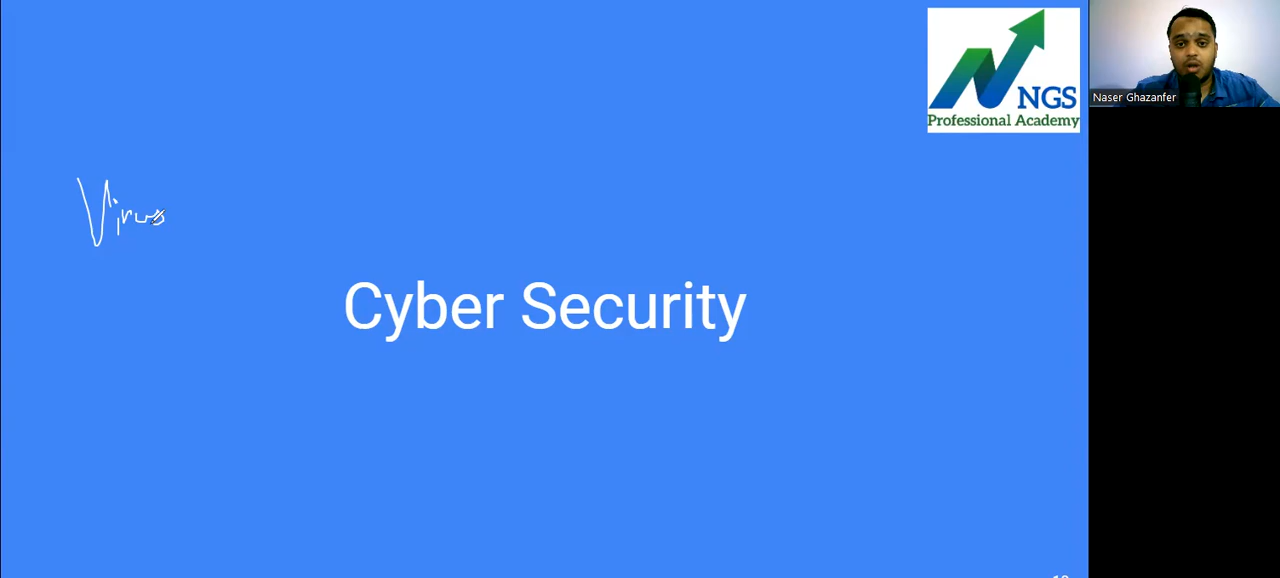 NGS
Professional Academy
Naser Ghazanfer
Virus
Cyber Security